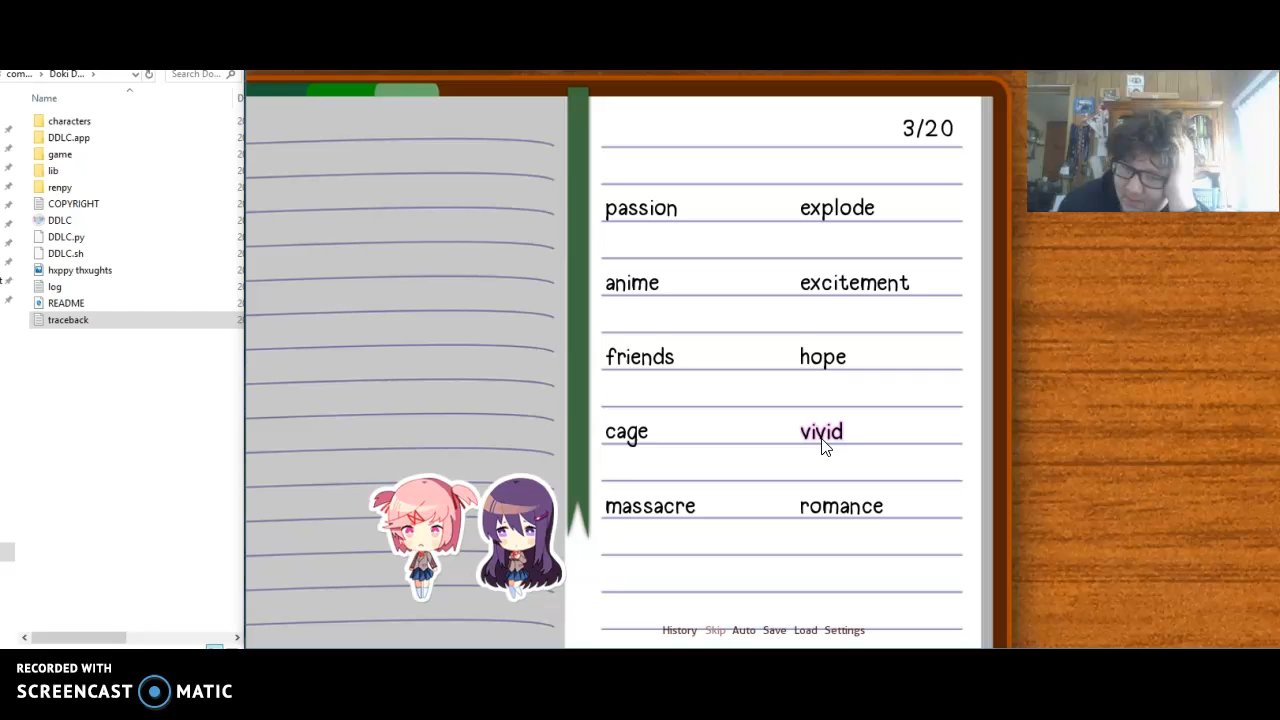 com... > Doki D... > Search Do...
Name
characters
DDLC.app
game
lib
renpy
COPYRIGHT
DDLC
DDLC.py
DDLC.sh
hxppy thxughts
log
README
traceback
3/20
passion explode
anime excitement
friends hope
cage vivid
massacre romance
History Skip Auto Save Load Settings
RECORDED WITH
SCREENCAST MATIC